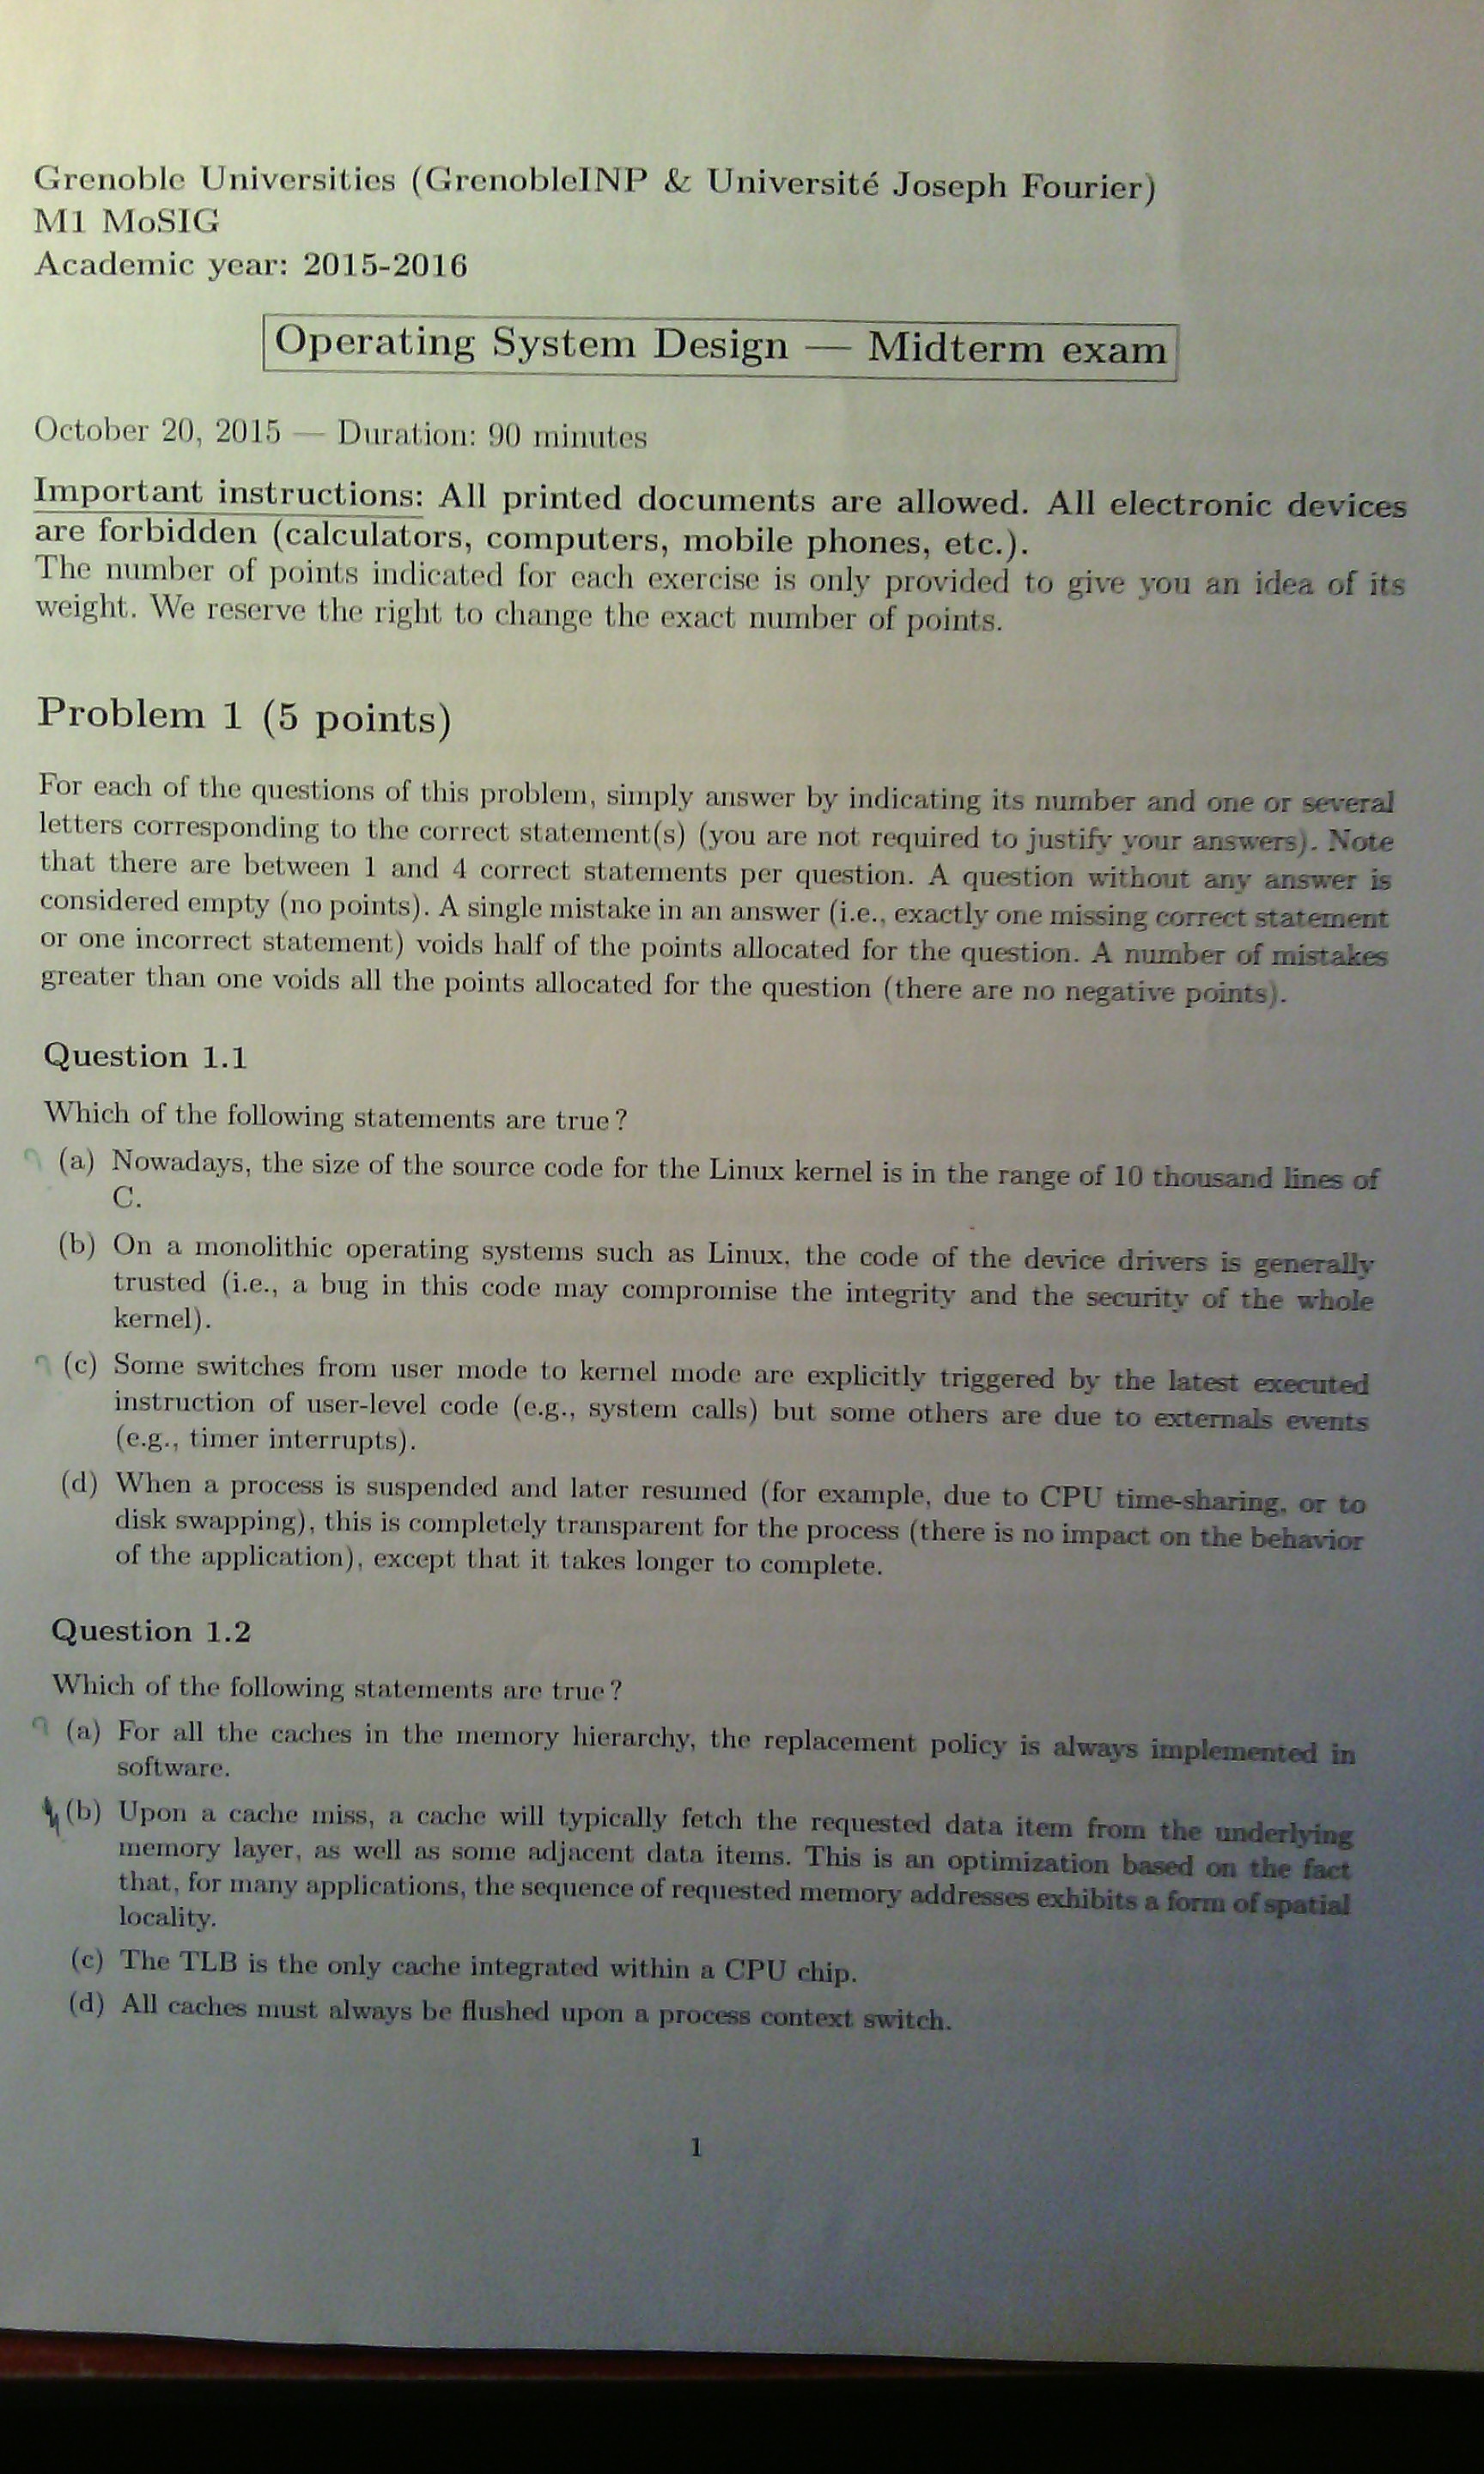 Grenoble Universities (GrenobleINP & Université Joseph Fourier)
M1 MoSIG
Academic year: 2015-2016
Operating System Design — Midterm exam
October 20, 2015 — Duration: 90 minutes
Important instructions: All printed documents are allowed. All electronic devices
are forbidden (calculators, computers, mobile phones, etc.).
The number of points indicated for each exercise is only provided to give you an idea of its
weight. We reserve the right to change the exact number of points.
Problem 1 (5 points)
For each of the questions of this problem, simply answer by indicating its number and one or several
letters corresponding to the correct statement(s) (you are not required to justify your answers). Note
that there are between 1 and 4 correct statements per question. A question without any answer is
considered empty (no points). A single mistake in an answer (i.e., exactly one missing correct statement
or one incorrect statement) voids half of the points allocated for the question. A number of mistakes
greater than one voids all the points allocated for the question (there are no negative points).
Question 1.1
Which of the following statements are true ?
(a) Nowadays, the size of the source code for the Linux kernel is in the range of 10 thousand lines of
C.
(b) On a monolithic operating systems such as Linux, the code of the device drivers is generally
trusted (i.e., a bug in this code may compromise the integrity and the security of the whole
kernel).
(c) Some switches from user mode to kernel mode are explicitly triggered by the latest executed
instruction of user-level code (e.g., system calls) but some others are due to externals events
(e.g., timer interrupts).
(d) When a process is suspended and later resumed (for example, due to CPU time-sharing, or to
disk swapping), this is completely transparent for the process (there is no impact on the behavior
of the application), except that it takes longer to complete.
Question 1.2
Which of the following statements are true ?
(a) For all the caches in the memory hierarchy, the replacement policy is always implemented in
software.
(b) Upon a cache miss, a cache will typically fetch the requested data item from the underlying
memory layer, as well as some adjacent data items. This is an optimization based on the fact
that, for many applications, the sequence of requested memory addresses exhibits a form of spatial
locality.
(c) The TLB is the only cache integrated within a CPU chip.
(d) All caches must always be flushed upon a process context switch.
1